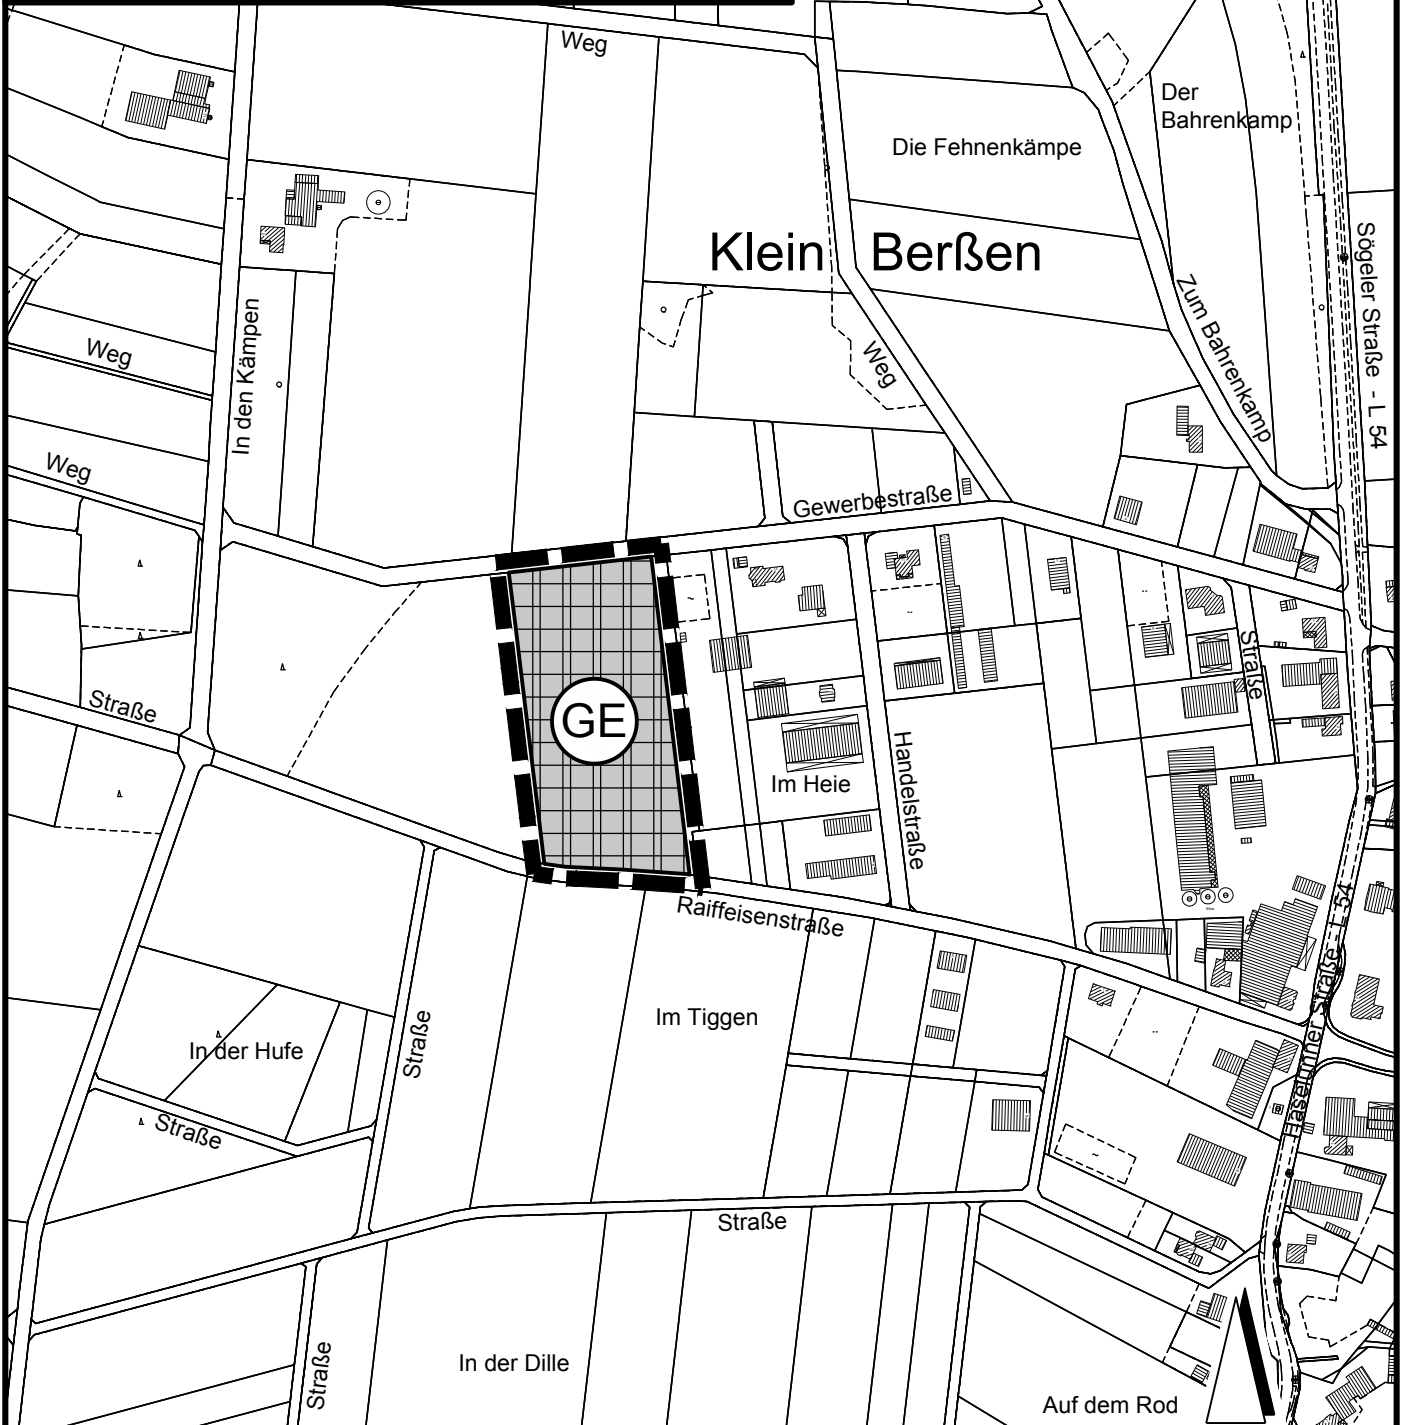 Weg
Der
Bahrenkamp
Die Fehnenkämpe
Klein Berßen
Sögeler Straße - L 54
Zum Bahrenkamp
In den Kämpen
Weg
Weg
Weg
Gewerbestraße
Straße
Straße
GE
Handelstraße
Im Heie
Raiffeisenstraße
Haselünner Straße - L 54
Im Tiggen
Straße
In der Hufe
Straße
Straße
In der Dille
Straße
Auf dem Rod